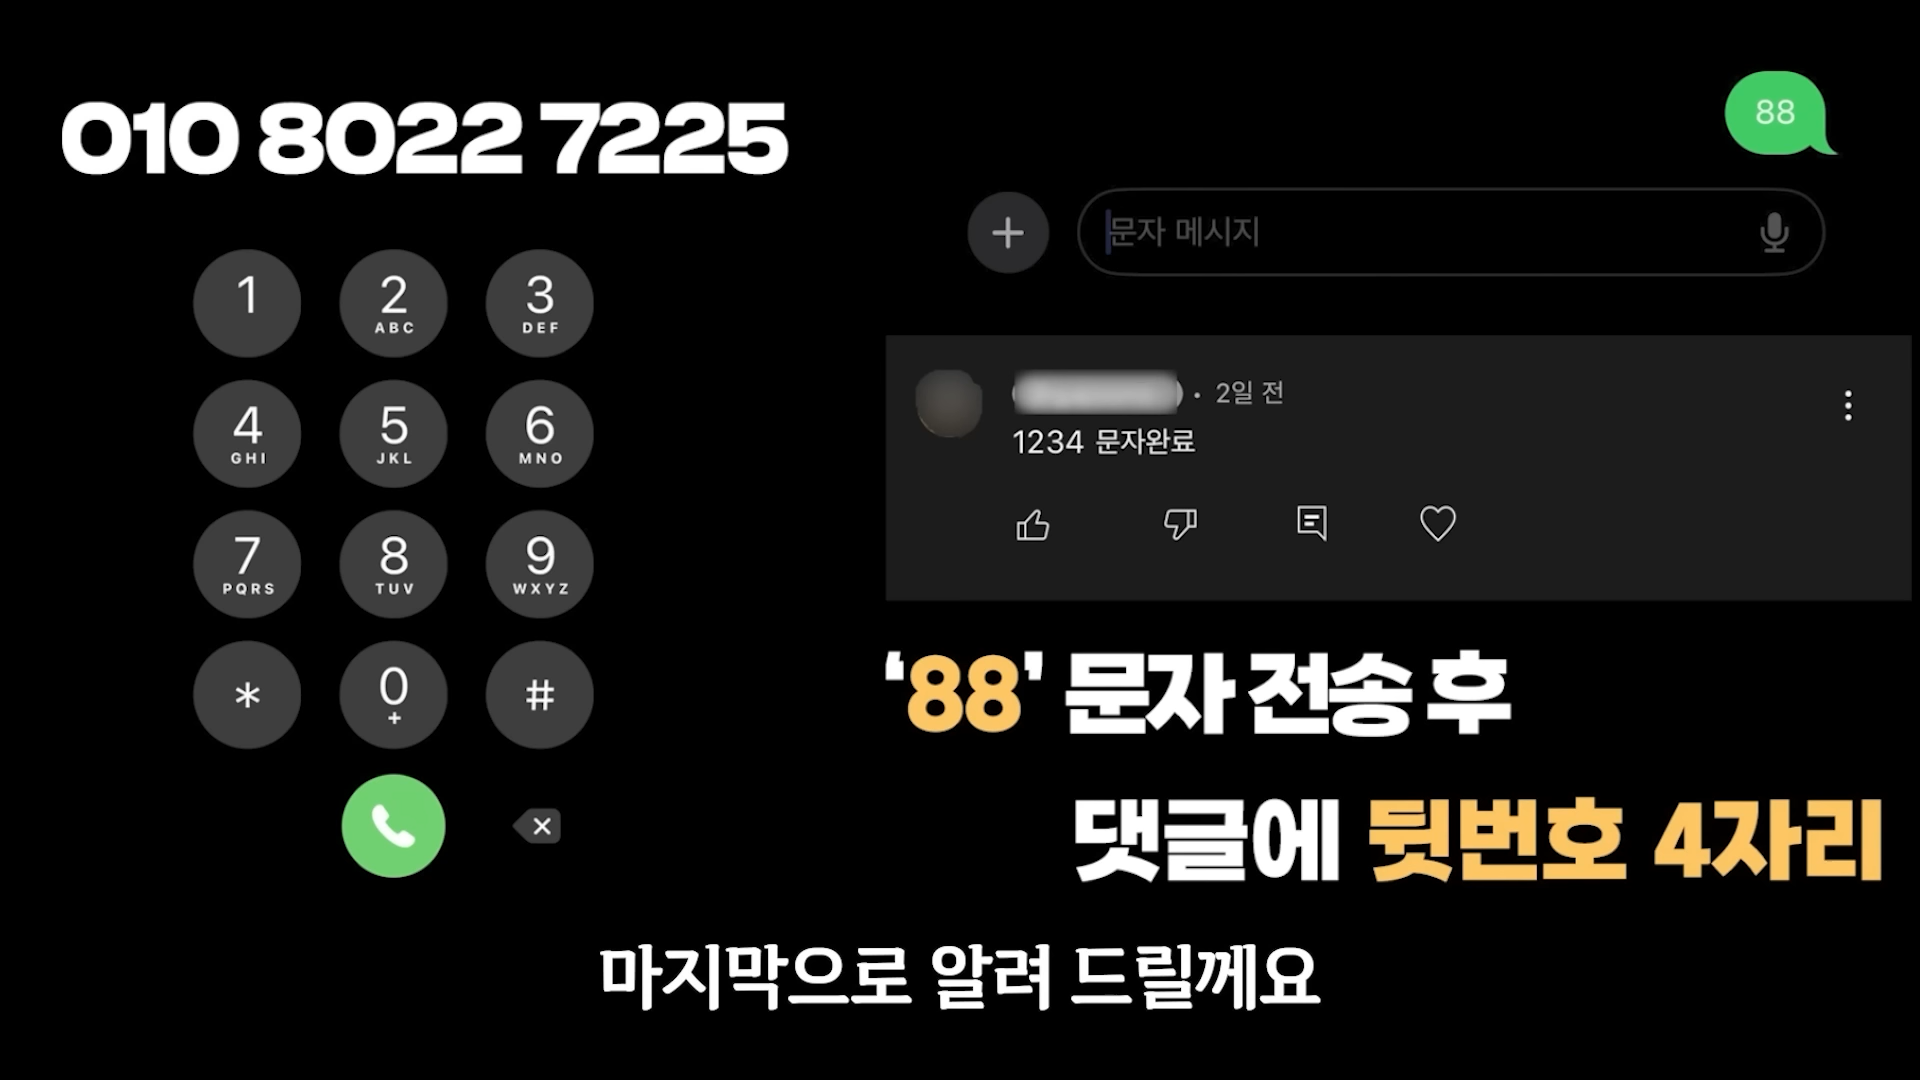 010 8022 7225
88
문자 메시지
1
2
ABC
3
DEF
4
GHI
5
JKL
6
MNO
7
PQRS
8
TUV
9
WXYZ
*
0
+
#
· 2일 전
1234 문자완료
‘88’ 문자 전송 후
댓글에 뒷번호 4자리
마지막으로 알려 드릴께요